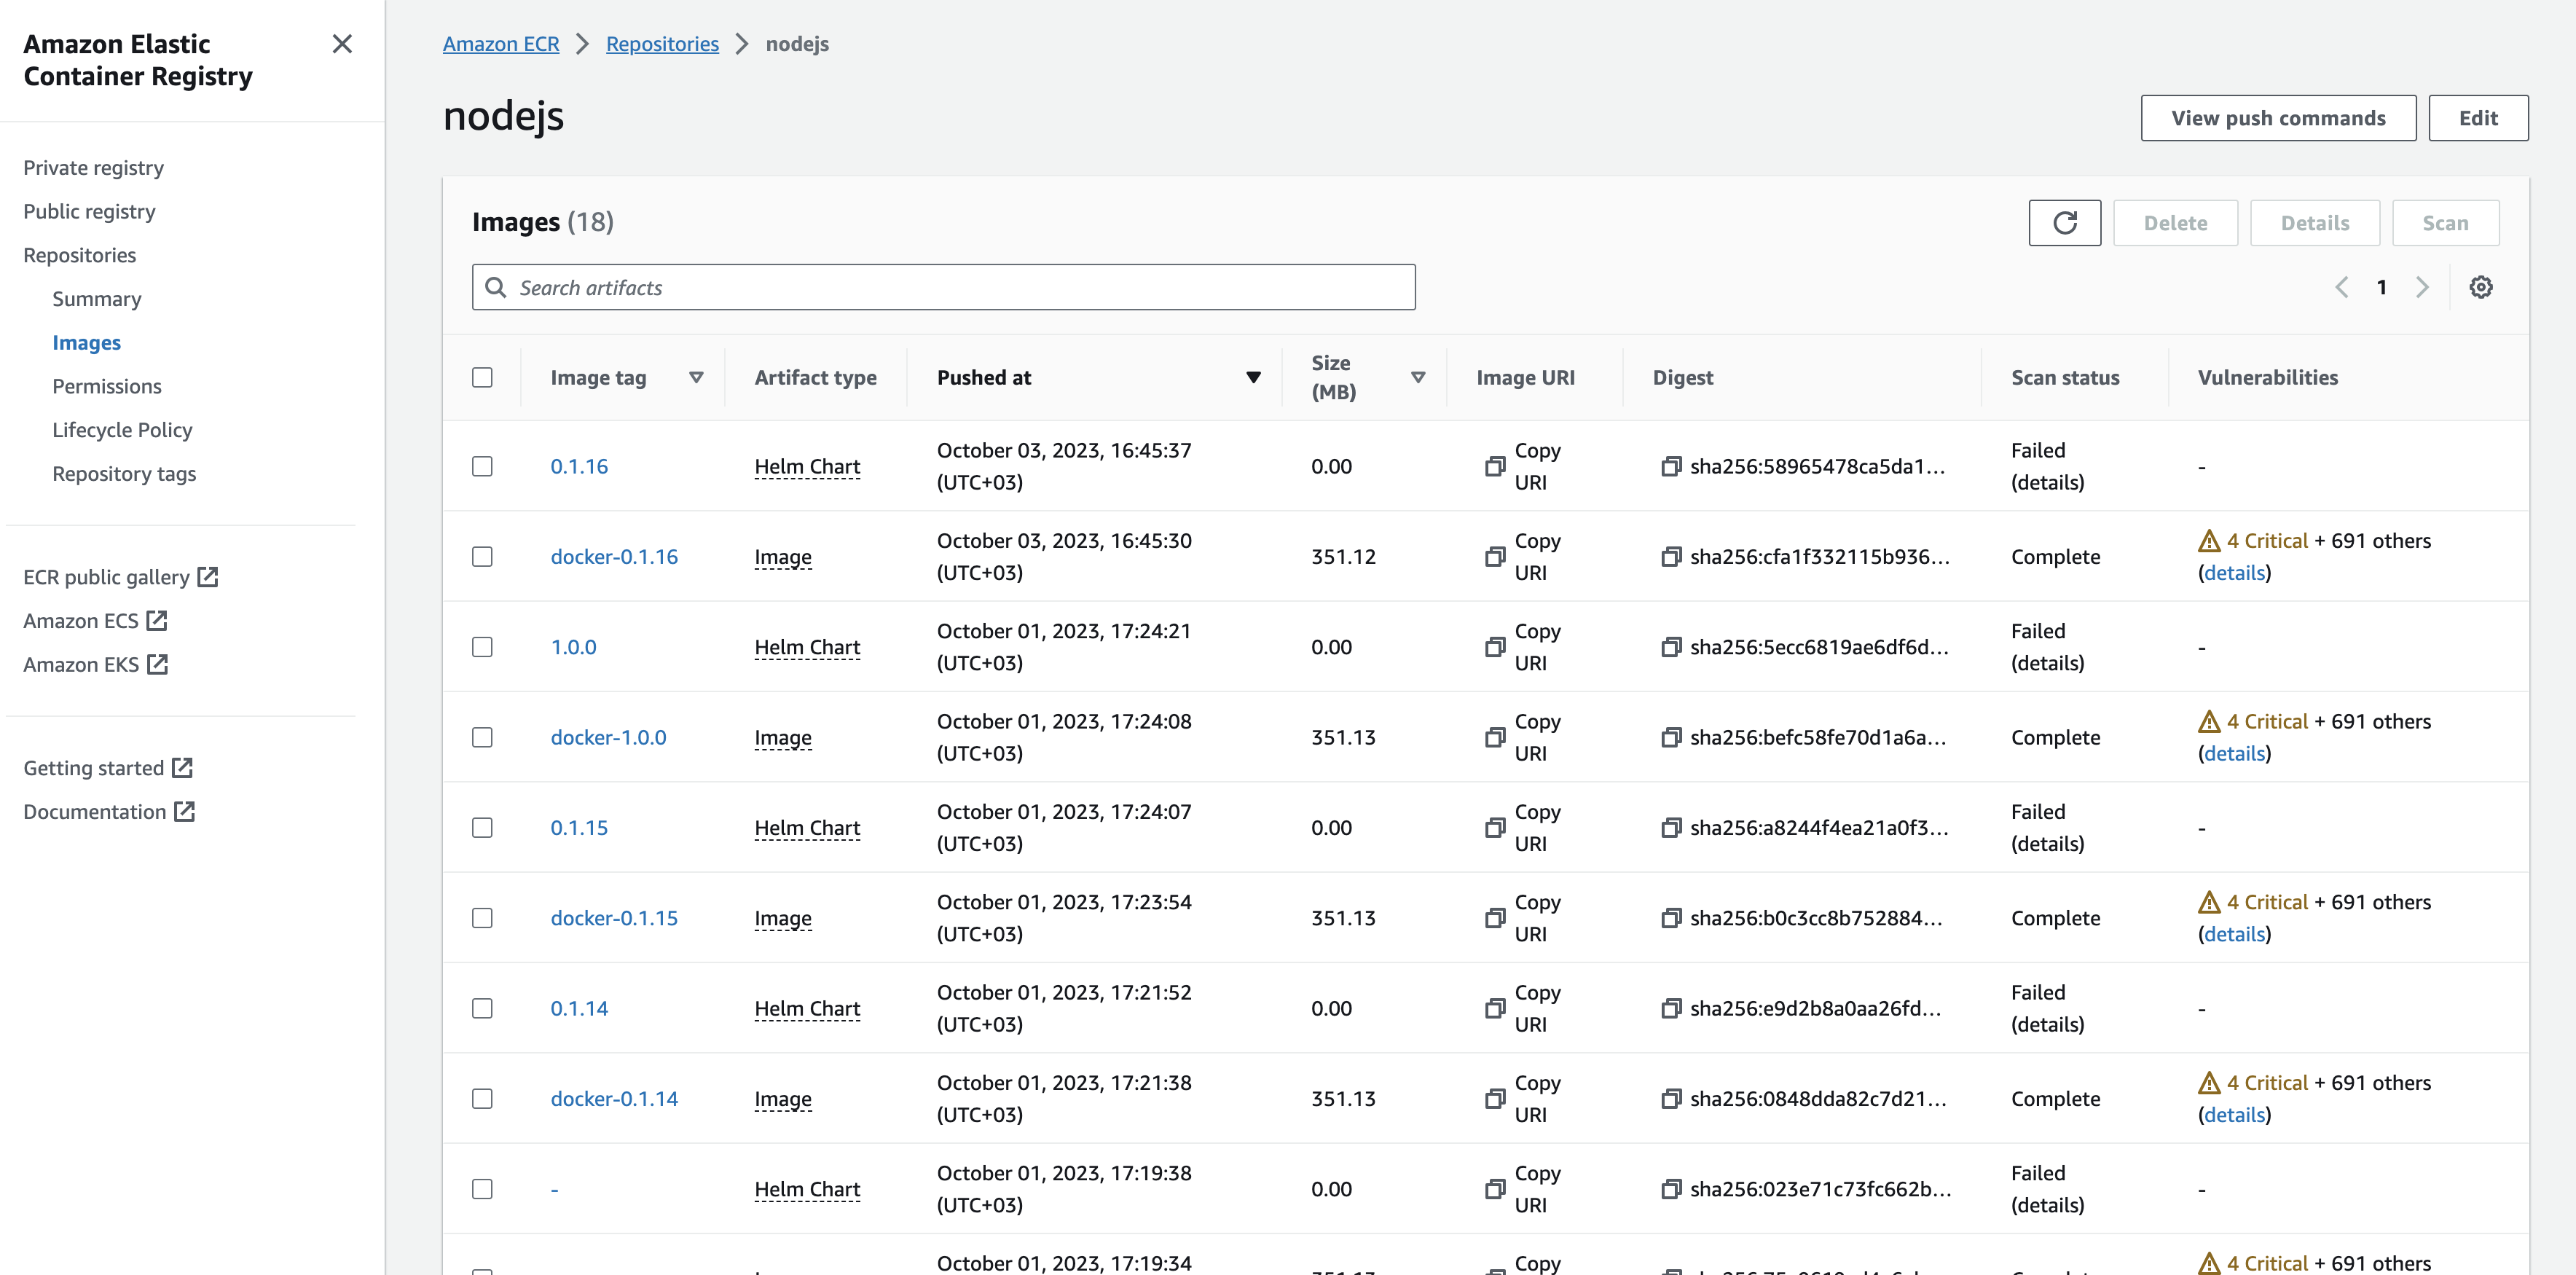 Amazon Elastic
Container Registry
Private registry
Public registry
Repositories
Summary
Images
Permissions
Lifecycle Policy
Repository tags
ECR public gallery
Amazon ECS
Amazon EKS
Getting started
Documentation
Amazon ECR > Repositories > nodejs
nodejs
View push commands
Edit
Images (18)
Delete
Details
Scan
Search artifacts
1
Image tag
Artifact type
Pushed at
Size
(MB)
Image URI
Digest
Scan status
Vulnerabilities
0.1.16
Helm Chart
October 03, 2023, 16:45:37
(UTC+03)
0.00
Copy
URI
sha256:58965478ca5da1...
Failed
(details)
-
docker-0.1.16
Image
October 03, 2023, 16:45:30
(UTC+03)
351.12
Copy
URI
sha256:cfa1f332115b936...
Complete
4 Critical + 691 others
(details)
1.0.0
Helm Chart
October 01, 2023, 17:24:21
(UTC+03)
0.00
Copy
URI
sha256:5ecc6819ae6df6d...
Failed
(details)
-
docker-1.0.0
Image
October 01, 2023, 17:24:08
(UTC+03)
351.13
Copy
URI
sha256:befc58fe70d1a6a...
Complete
4 Critical + 691 others
(details)
0.1.15
Helm Chart
October 01, 2023, 17:24:07
(UTC+03)
0.00
Copy
URI
sha256:a8244f4ea21a0f3...
Failed
(details)
-
docker-0.1.15
Image
October 01, 2023, 17:23:54
(UTC+03)
351.13
Copy
URI
sha256:b0c3cc8b752884...
Complete
4 Critical + 691 others
(details)
0.1.14
Helm Chart
October 01, 2023, 17:21:52
(UTC+03)
0.00
Copy
URI
sha256:e9d2b8a0aa26fd...
Failed
(details)
-
docker-0.1.14
Image
October 01, 2023, 17:21:38
(UTC+03)
351.13
Copy
URI
sha256:0848dda82c7d21...
Complete
4 Critical + 691 others
(details)
-
Helm Chart
October 01, 2023, 17:19:38
(UTC+03)
0.00
Copy
URI
sha256:023e71c73fc662b...
Failed
(details)
-
October 01, 2023, 17:19:34
Copy
4 Critical + 691 others